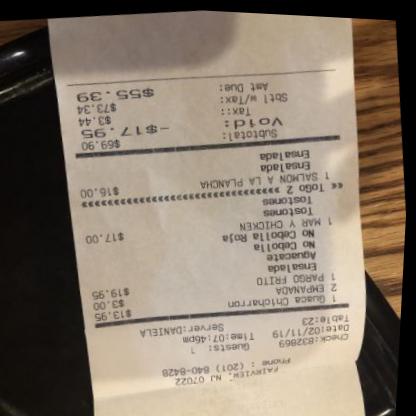 FAIRVIEW, NJ 07022
Phone : (201) 840-8428
Check:832869 Guests: 1
Date:02/11/19 Time:07:46pm
Table:23 Server:DANIELA
1 Guaca Chicharron $13.95
2 EMPANADA $3.00
1 PARGO FRITO $19.95
Ensalada
Aguacate
No Cebolla
No Cebolla Roja
1 MAR Y CHICKEN $17.00
Tostones
Tostones
<< ToGo 2 >>>>>>>>>>>>>>>>>>>>
1 SALMON A LA PLANCHA $16.00
Ensalada
Ensalada
Subtotal: $69.90
Void: -$17.95
Tax:: $3.44
Sbtl w/Tax: $73.34
Amt Due: $55.39